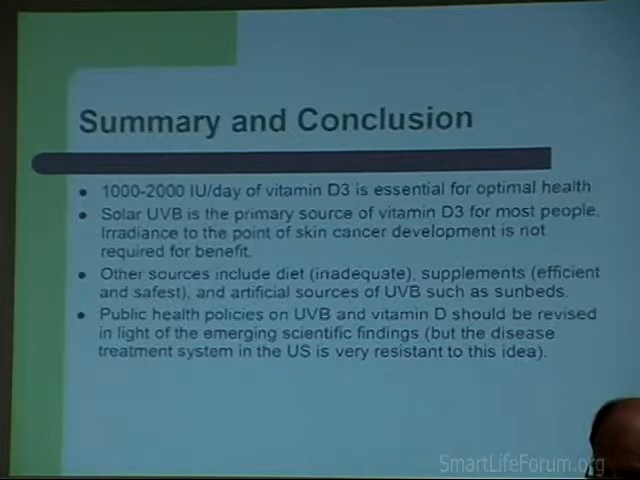 Summary and Conclusion
• 1000-2000 IU/day of vitamin D3 is essential for optimal health
• Solar UVB is the primary source of vitamin D3 for most people.
Irradiance to the point of skin cancer development is not
required for benefit.
• Other sources include diet (inadequate), supplements (efficient
and safest), and artificial sources of UVB such as sunbeds.
• Public health policies on UVB and vitamin D should be revised
in light of the emerging scientific findings (but the disease
treatment system in the US is very resistant to this idea).
SmartLifeForum.org